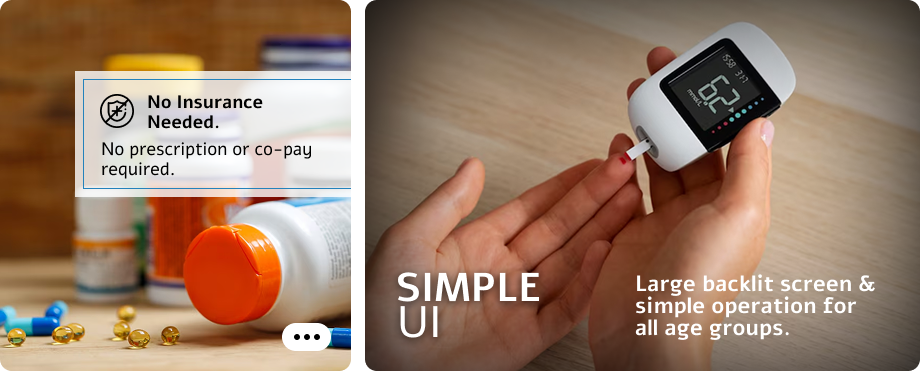 No Insurance
Needed.
No prescription or co-pay
required.
SIMPLE
UI
Large backlit screen &
simple operation for
all age groups.
mmol/L